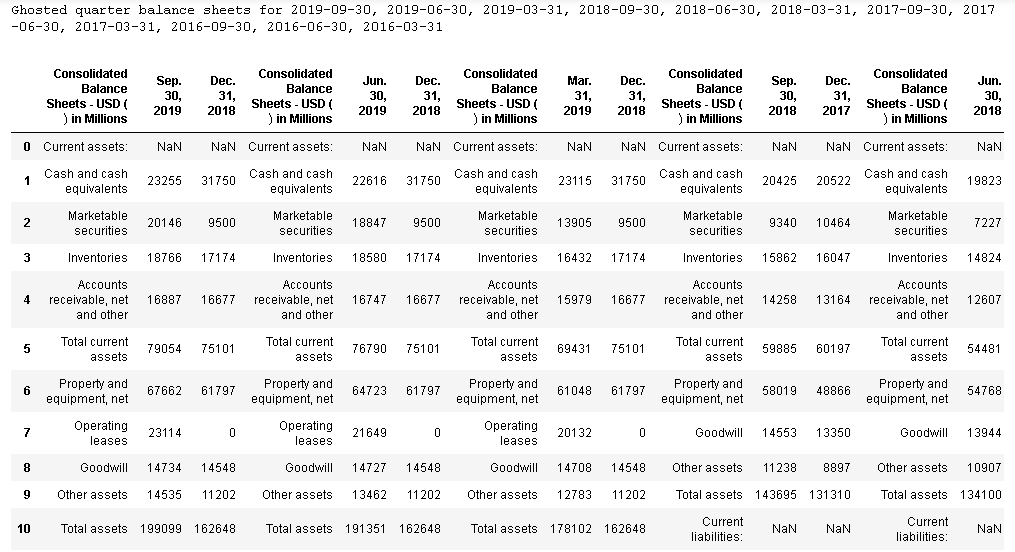 Ghosted quarter balance sheets for 2019-09-30, 2019-06-30, 2019-03-31, 2018-09-30, 2018-06-30, 2018-03-31, 2017-09-30, 2017
-06-30, 2017-03-31, 2016-09-30, 2016-06-30, 2016-03-31
Consolidated Balance Sheets - USD ( ) in Millions Sep. 30, 2019 Dec. 31, 2018 Consolidated Balance Sheets - USD ( ) in Millions Jun. 30, 2019 Dec. 31, 2018 Consolidated Balance Sheets - USD ( ) in Millions Mar. 31, 2019 Dec. 31, 2018 Consolidated Balance Sheets - USD ( ) in Millions Sep. 30, 2018 Dec. 31, 2017 Consolidated Balance Sheets - USD ( ) in Millions Jun. 30, 2018
0 Current assets: NaN NaN Current assets: NaN NaN Current assets: NaN NaN Current assets: NaN NaN Current assets: NaN
1 Cash and cash equivalents 23255 31750 Cash and cash equivalents 22616 31750 Cash and cash equivalents 23115 31750 Cash and cash equivalents 20425 20522 Cash and cash equivalents 19823
2 Marketable securities 20146 9500 Marketable securities 18847 9500 Marketable securities 13905 9500 Marketable securities 9340 10464 Marketable securities 7227
3 Inventories 18766 17174 Inventories 18580 17174 Inventories 16432 17174 Inventories 15862 16047 Inventories 14824
4 Accounts receivable, net and other 16887 16677 Accounts receivable, net and other 16747 16677 Accounts receivable, net and other 15979 16677 Accounts receivable, net and other 14258 13164 Accounts receivable, net and other 12607
5 Total current assets 79054 75101 Total current assets 76790 75101 Total current assets 69431 75101 Total current assets 59885 60197 Total current assets 54481
6 Property and equipment, net 67662 61797 Property and equipment, net 64723 61797 Property and equipment, net 61048 61797 Property and equipment, net 58019 48866 Property and equipment, net 54768
7 Operating leases 23114 0 Operating leases 21649 0 Operating leases 20132 0 Goodwill 14553 13350 Goodwill 13944
8 Goodwill 14734 14548 Goodwill 14727 14548 Goodwill 14708 14548 Other assets 11238 8897 Other assets 10907
9 Other assets 14535 11202 Other assets 13462 11202 Other assets 12783 11202 Total assets 143695 131310 Total assets 134100
10 Total assets 199099 162648 Total assets 191351 162648 Total assets 178102 162648 Current liabilities: NaN NaN Current liabilities: NaN